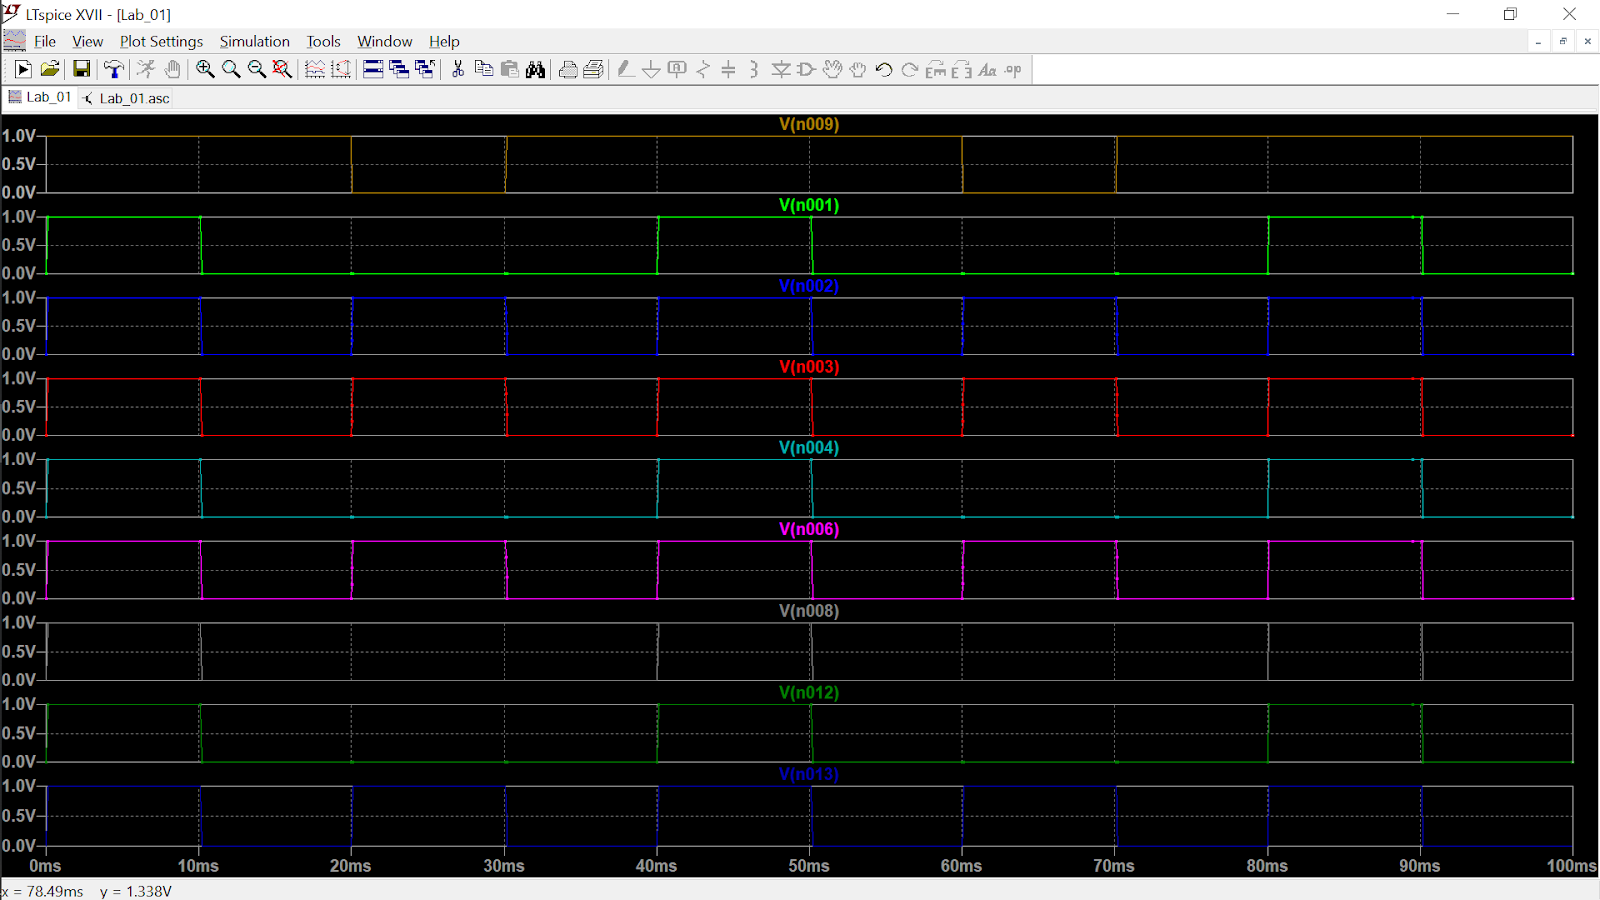 LTspice XVII - [Lab_01]
File View Plot Settings Simulation Tools Window Help
Lab_01 Lab_01.asc
V(n009)
1.0V
0.5V
0.0V
V(n001)
1.0V
0.5V
0.0V
V(n002)
1.0V
0.5V
0.0V
V(n003)
1.0V
0.5V
0.0V
V(n004)
1.0V
0.5V
0.0V
V(n006)
1.0V
0.5V
0.0V
V(n008)
1.0V
0.5V
0.0V
V(n012)
1.0V
0.5V
0.0V
V(n013)
1.0V
0.5V
0.0V
0ms 10ms 20ms 30ms 40ms 50ms 60ms 70ms 80ms 90ms 100ms
x = 78.49ms y = 1.338V